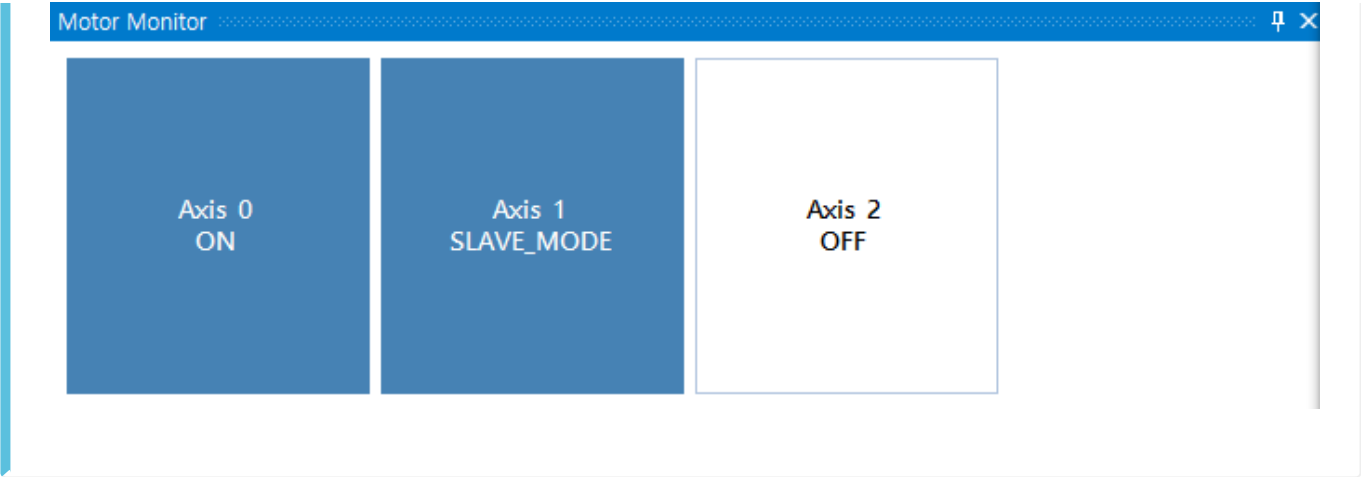 Motor Monitor
Axis 0
ON
Axis 1
SLAVE_MODE
Axis 2
OFF